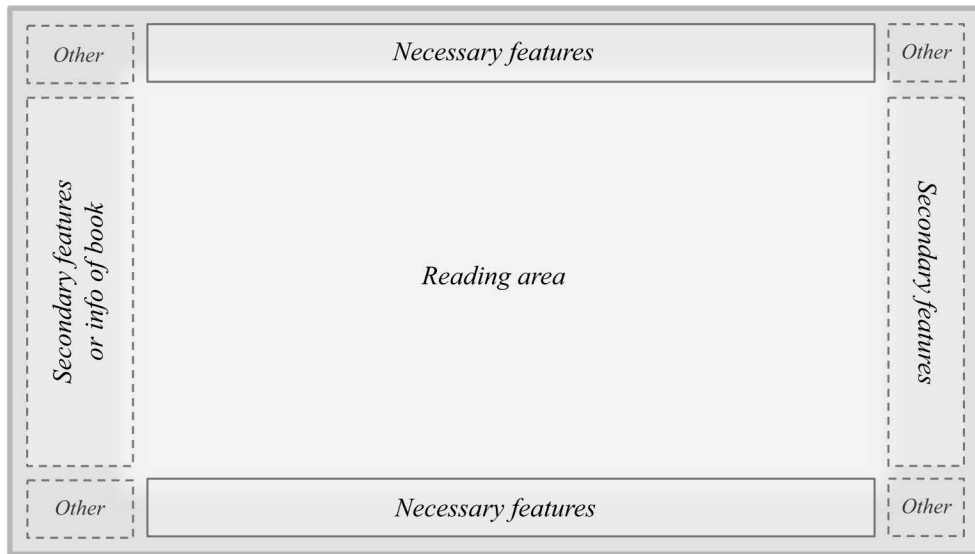 Other
Necessary features
Other
Secondary features
or info of book
Reading area
Secondary features
Other
Necessary features
Other